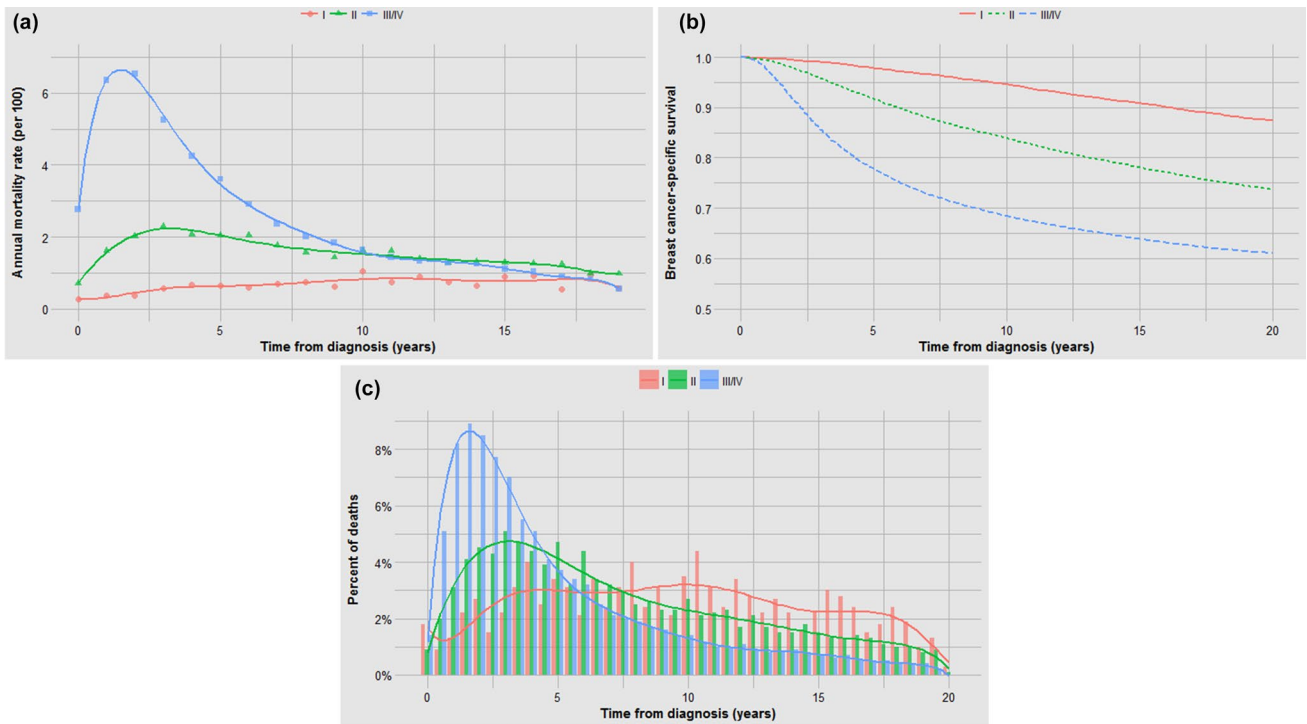 (a)
I II III/IV
Annual mortality rate (per 100)
6
4
2
0
0 5 10 15
Time from diagnosis (years)
(b)
I II III/IV
Breast cancer-specific survival
1.0
0.9
0.8
0.7
0.6
0.5
0 5 10 15 20
Time from diagnosis (years)
(c)
I II III/IV
Percent of deaths
8%
6%
4%
2%
0%
0 5 10 15 20
Time from diagnosis (years)